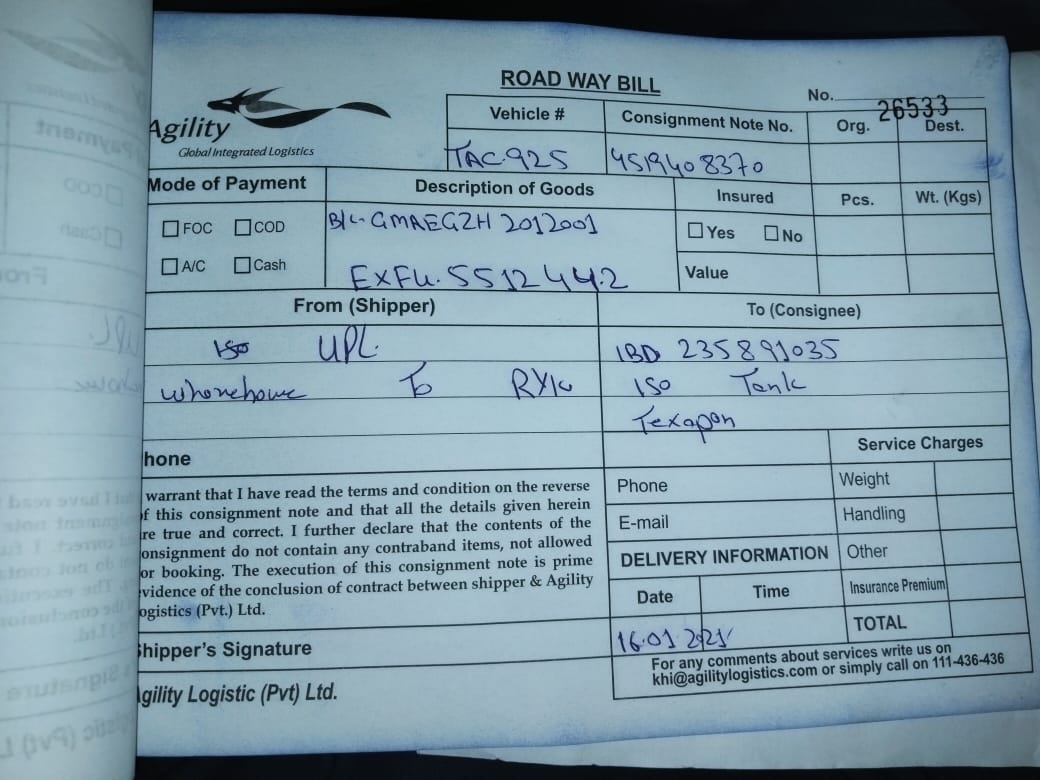 ROAD WAY BILL
No. 26533
Agility
Global Integrated Logistics
Vehicle #
Consignment Note No.
Org.
Dest.
TAC-925
4519408370
Mode of Payment
Description of Goods
Insured
Pcs.
Wt. (Kgs)
FOC
COD
B/L- GMAEGZH 2012001
Yes
No
A/C
Cash
EXFU. 551244.2
Value
From (Shipper)
To (Consignee)
UPL.
IBD 235891035
To RYK
ISO Tank
Texapon
Service Charges
hone
Phone
Weight
E-mail
Handling
warrant that I have read the terms and condition on the reverse
of this consignment note and that all the details given herein
re true and correct. I further declare that the contents of the
onsignment do not contain any contraband items, not allowed
or booking. The execution of this consignment note is prime
vidence of the conclusion of contract between shipper & Agility
ogistics (Pvt.) Ltd.
DELIVERY INFORMATION
Other
Date
Time
Insurance Premium
16.01.2021
TOTAL
Shipper's Signature
For any comments about services write us on
khi@agilitylogistics.com or simply call on 111-436-436
gility Logistic (Pvt) Ltd.